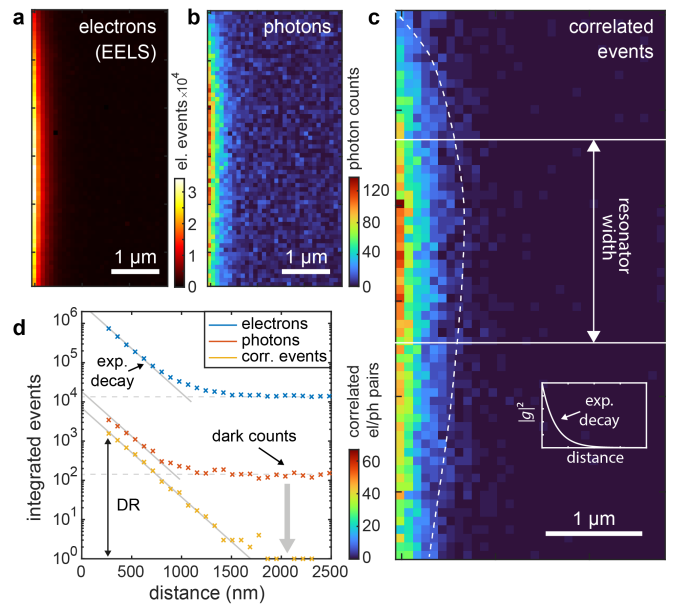 a
electrons
(EELS)
1 µm
el. events ×10⁴
3
2
1
0
b
photons
1 µm
photon counts
120
80
40
0
c
correlated
events
resonator
width
|g|²
exp.
decay
distance
1 µm
d
integrated events
10⁶
10⁵
10⁴
10³
10²
10¹
10⁰
electrons
photons
corr. events
exp.
decay
dark counts
DR
0
500
1000
1500
2000
2500
distance (nm)
correlated
el/ph pairs
60
40
20
0